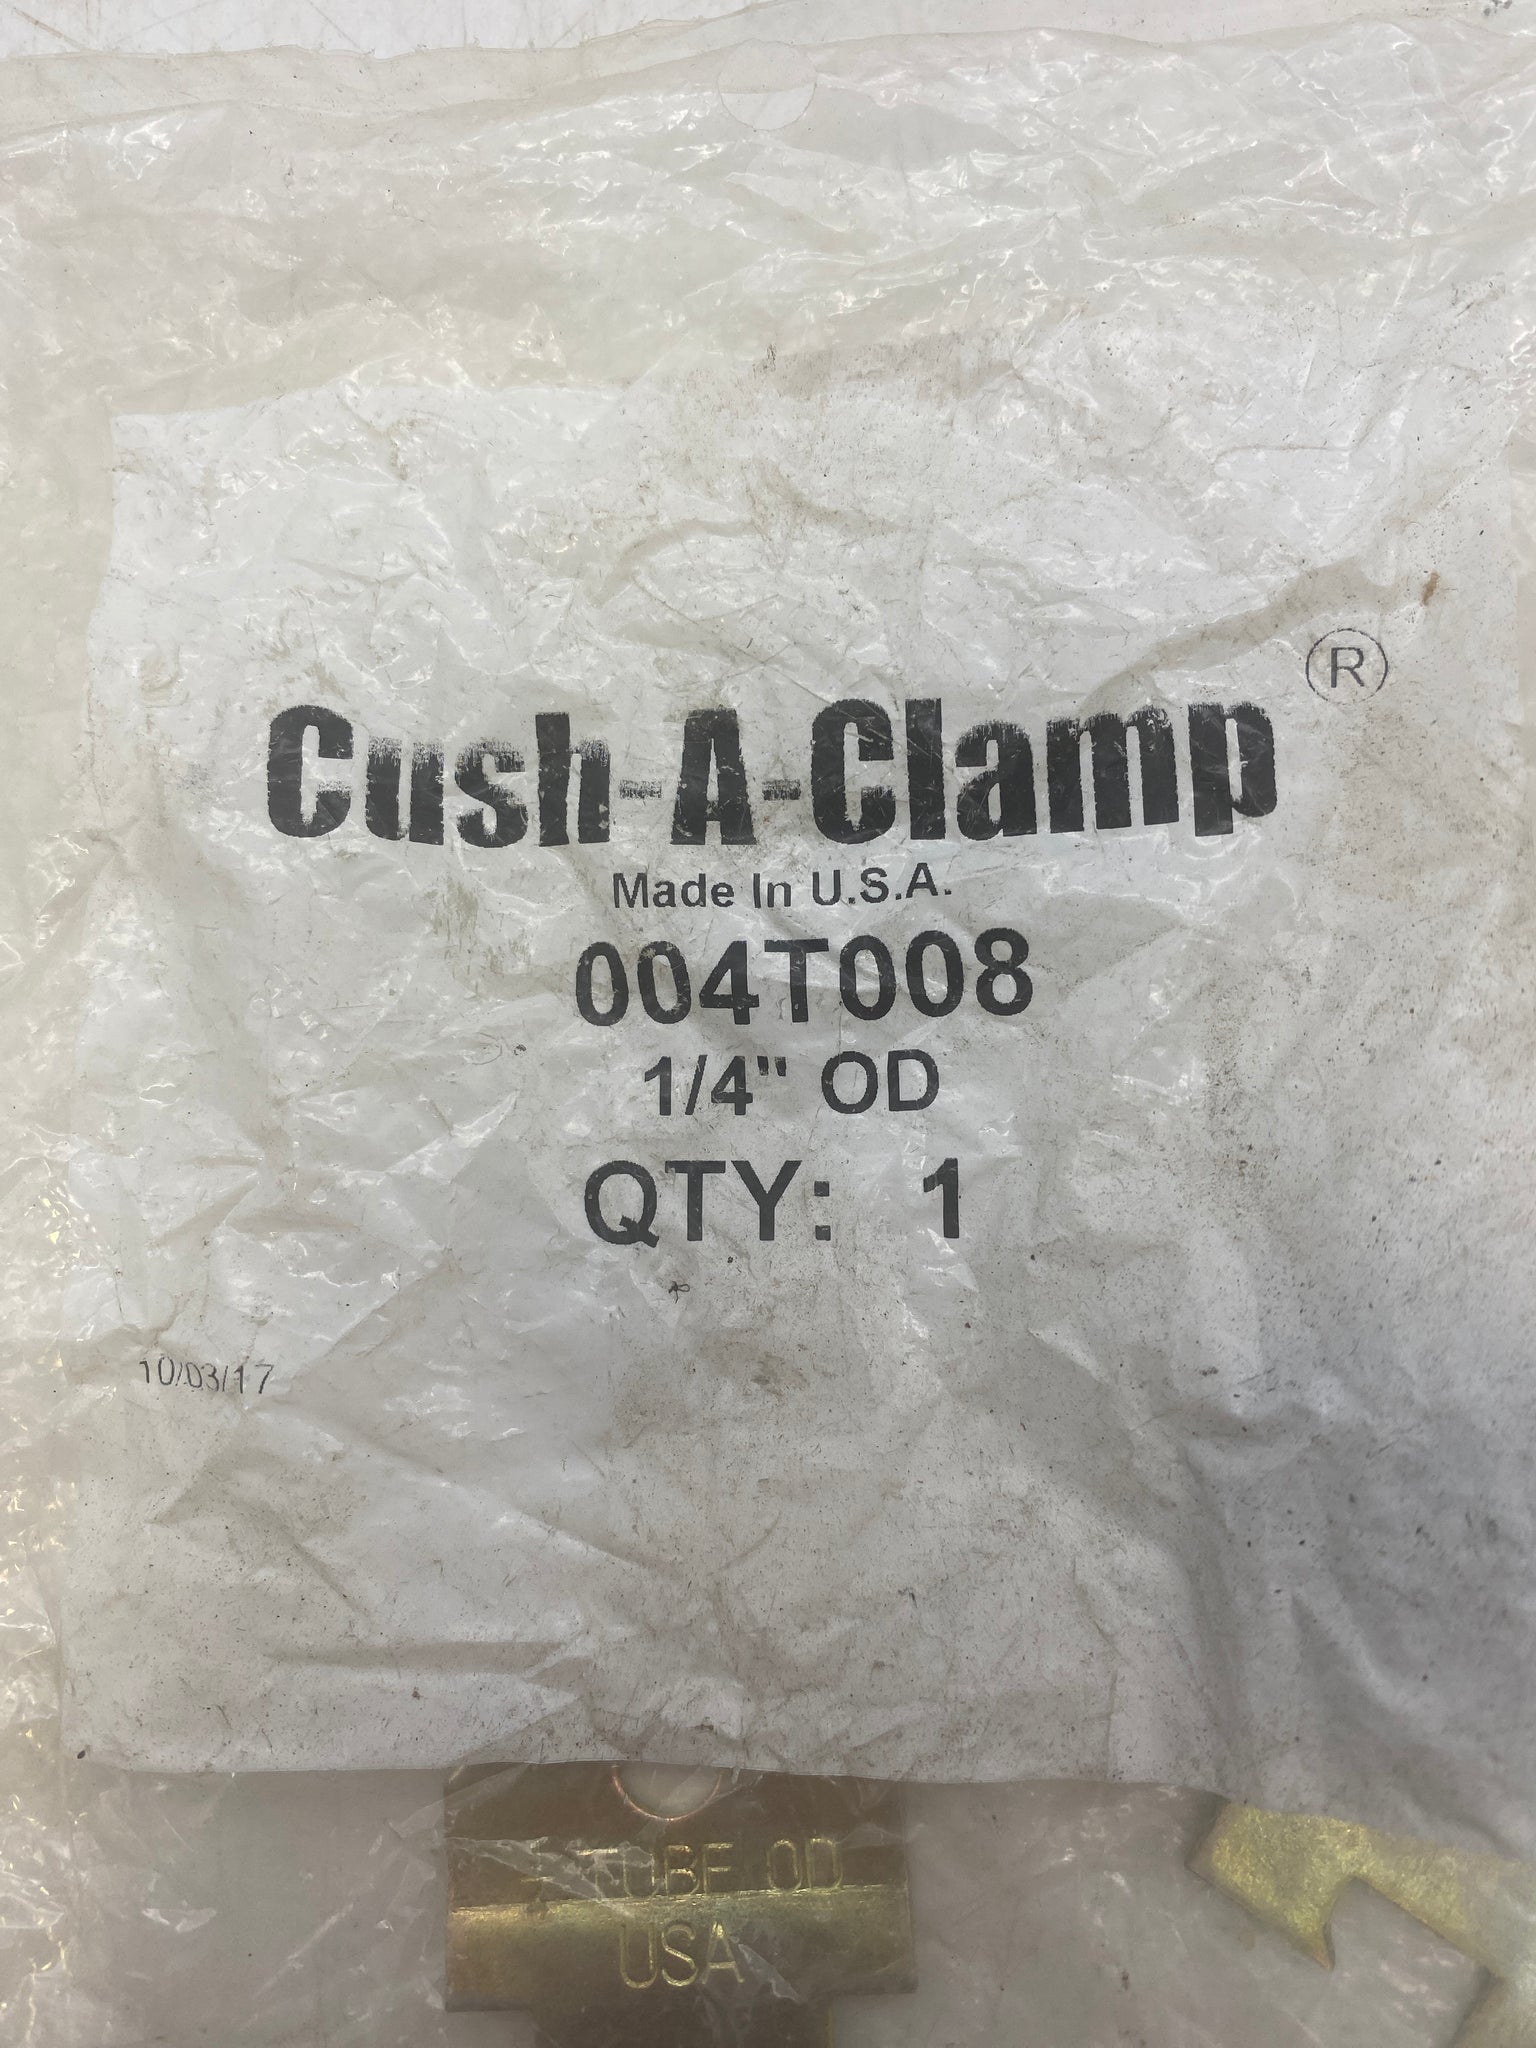 ®
Cush-A-Clamp
Made In U.S.A.
004T008
1/4" OD
QTY: 1
10/03/17
TUBE OD
USA